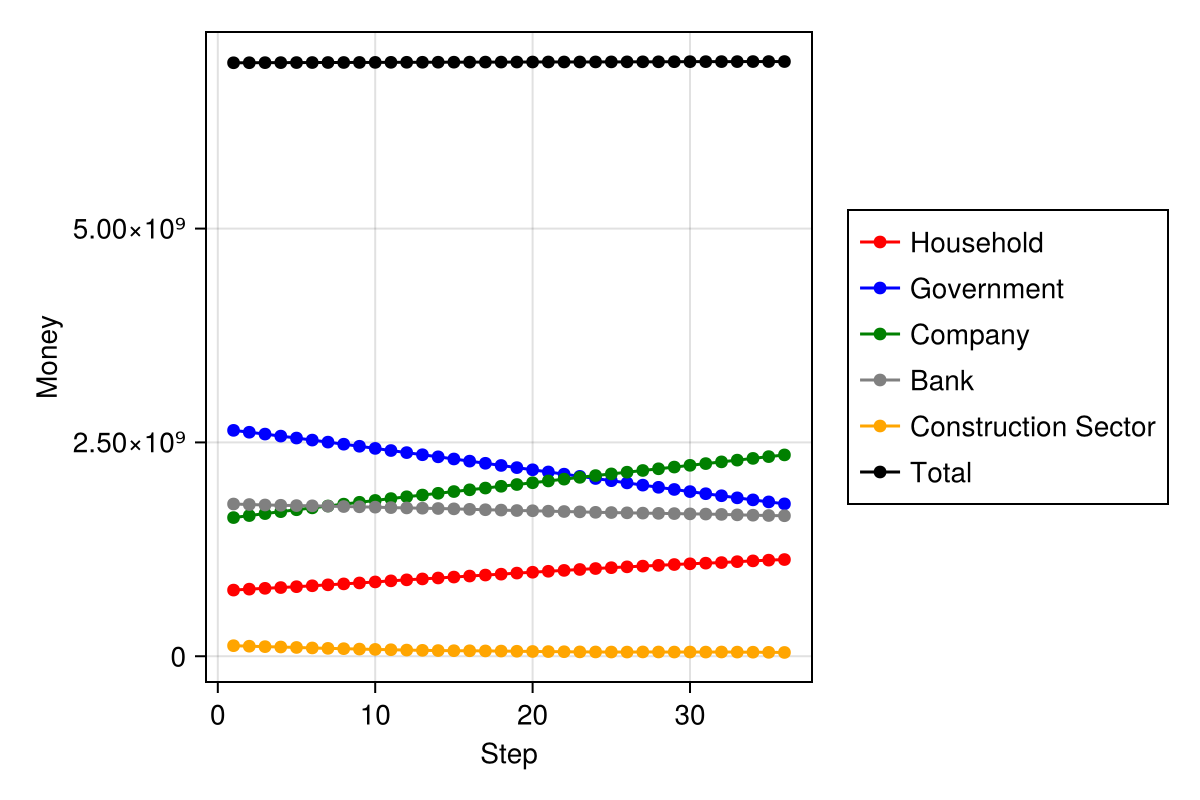 5.00×10⁹
2.50×10⁹
0
Money
0 10 20 30
Step
Household
Government
Company
Bank
Construction Sector
Total